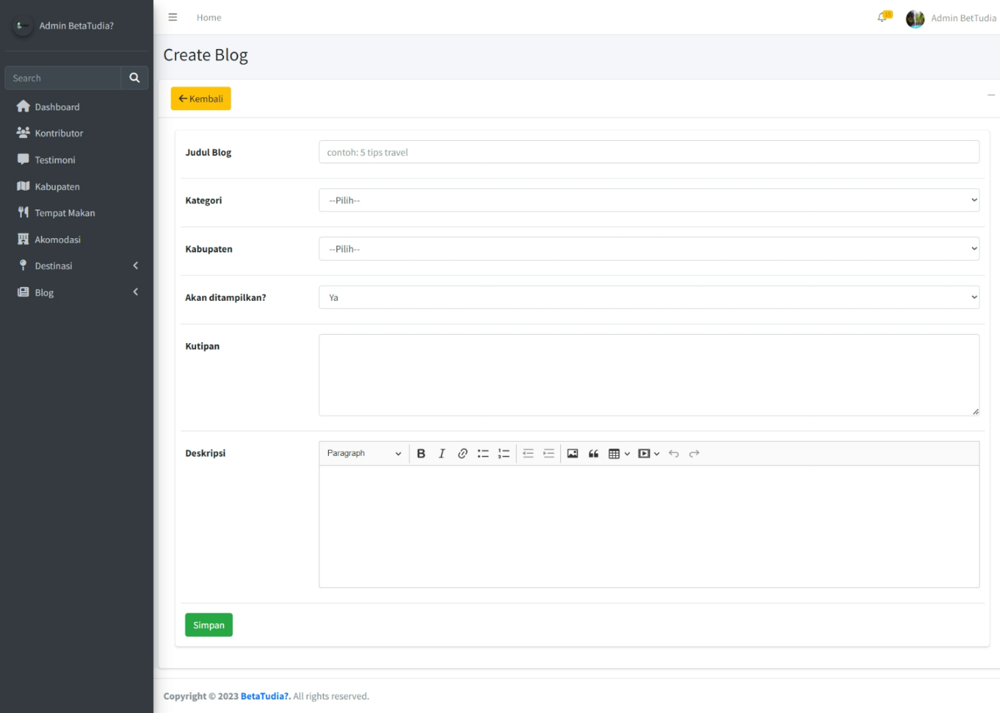 Admin BetaTudia?
Home
15
Admin BetTudia
Create Blog
Search
Kembali
Dashboard
Kontributor
Testimoni
Kabupaten
Tempat Makan
Akomodasi
Destinasi
Blog
Judul Blog
contoh: 5 tips travel
Kategori
--Pilih--
Kabupaten
--Pilih--
Akan ditampilkan?
Ya
Kutipan
Deskripsi
Paragraph
Simpan
Copyright © 2023 BetaTudia?. All rights reserved.